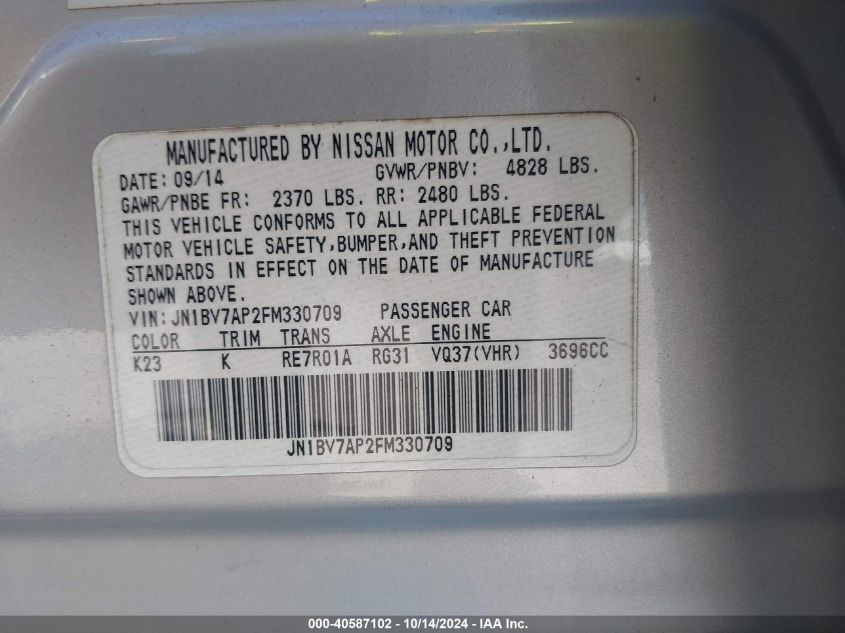 MANUFACTURED BY NISSAN MOTOR CO.,LTD.
DATE: 09/14 GVWR/PNBV: 4828 LBS.
GAWR/PNBE FR: 2370 LBS. RR: 2480 LBS.
THIS VEHICLE CONFORMS TO ALL APPLICABLE FEDERAL
MOTOR VEHICLE SAFETY,BUMPER,AND THEFT PREVENTION
STANDARDS IN EFFECT ON THE DATE OF MANUFACTURE
SHOWN ABOVE.
VIN: JN1BV7AP2FM330709 PASSENGER CAR
COLOR TRIM TRANS AXLE ENGINE
K23 K RE7R01A RG31 VQ37(VHR) 3696CC
JN1BV7AP2FM330709
000-40587102 - 10/14/2024 - IAA Inc.